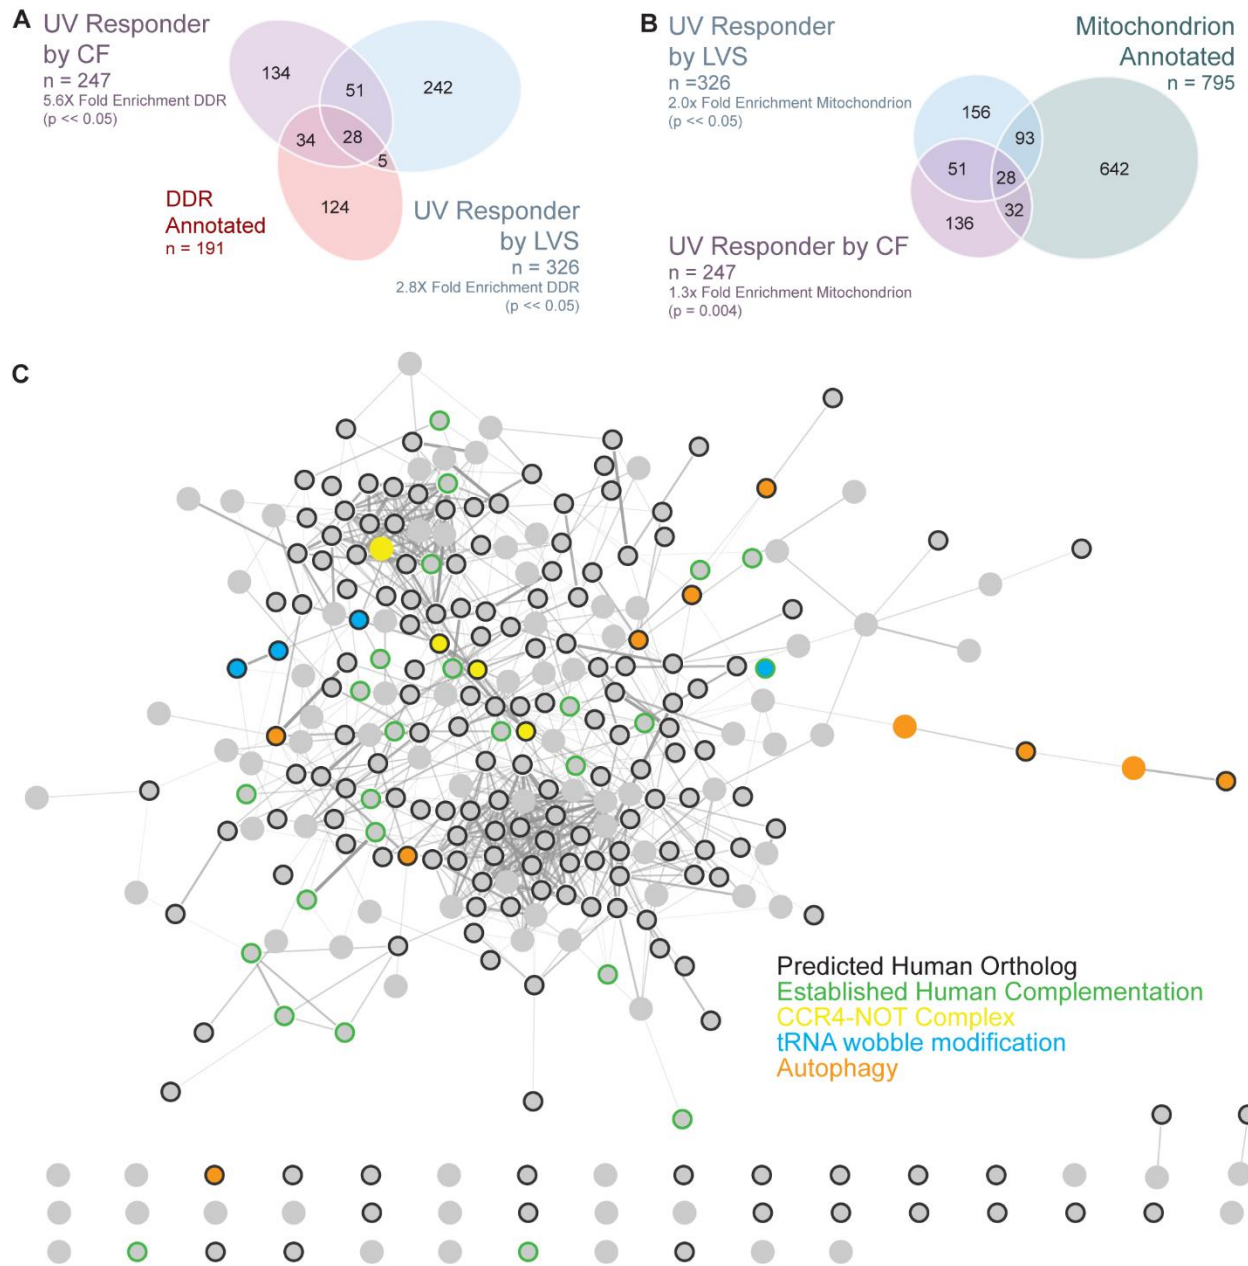 A
UV Responder
by CF
n = 247
5.6X Fold Enrichment DDR
(p << 0.05)
134
51
242
34
28
5
124
DDR
Annotated
n = 191
UV Responder
by LVS
n = 326
2.8X Fold Enrichment DDR
(p << 0.05)
B
UV Responder
by LVS
n =326
2.0x Fold Enrichment Mitochondrion
(p << 0.05)
Mitochondrion
Annotated
n = 795
156
93
51
28
642
136
32
UV Responder by CF
n = 247
1.3x Fold Enrichment Mitochondrion
(p = 0.004)
C
Predicted Human Ortholog
Established Human Complementation
CCR4-NOT Complex
tRNA wobble modification
Autophagy